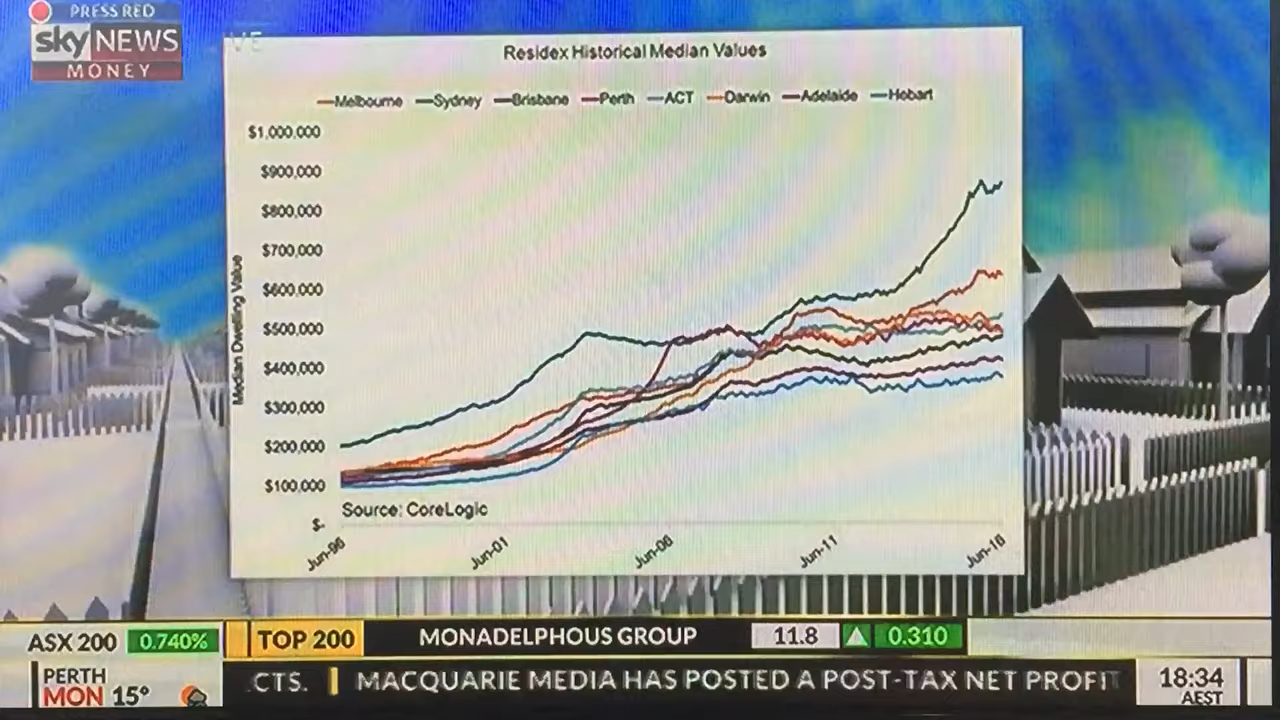 PRESS RED
sky NEWS
MONEY
Residex Historical Median Values
Melbourne Sydney Brisbane Perth ACT Darwin Adelaide Hobart
$1,000,000
$900,000
$800,000
$700,000
$600,000
$500,000
$400,000
$300,000
$200,000
$100,000
$-
Median Dwelling Value
Source: CoreLogic
Jun-96 Jun-01 Jun-06 Jun-11 Jun-16
ASX 200 0.740% TOP 200 MONADELPHOUS GROUP 11.8 0.310
PERTH
MON 15°
CTS. MACQUARIE MEDIA HAS POSTED A POST-TAX NET PROFIT
18:34
AEST